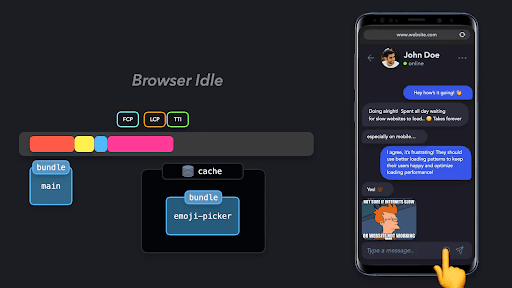 www.website.com
John Doe
online
Browser Idle
Hey how's it going!
Doing alright! Spent all day waiting
for slow websites to feed.. Takes forever
especially on mobile...
I agree, it's frustrating! They should
use better loading patterns to keep
their users happy and optimize
loading performance!
Yes!
NOT SURE IF INTERNETS SLOW
OR WEBSITE NOT WORKING
Type a message..
FCP
LCP
TTI
bundle
main
cache
bundle
emoji-picker